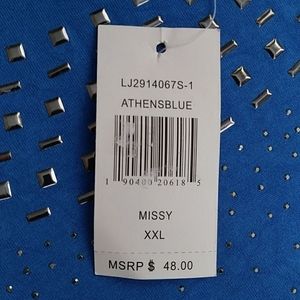 LJ2914067S-1
ATHENSBLUE
1 90400 20618 5
MISSY
XXL
MSRP $ 48.00